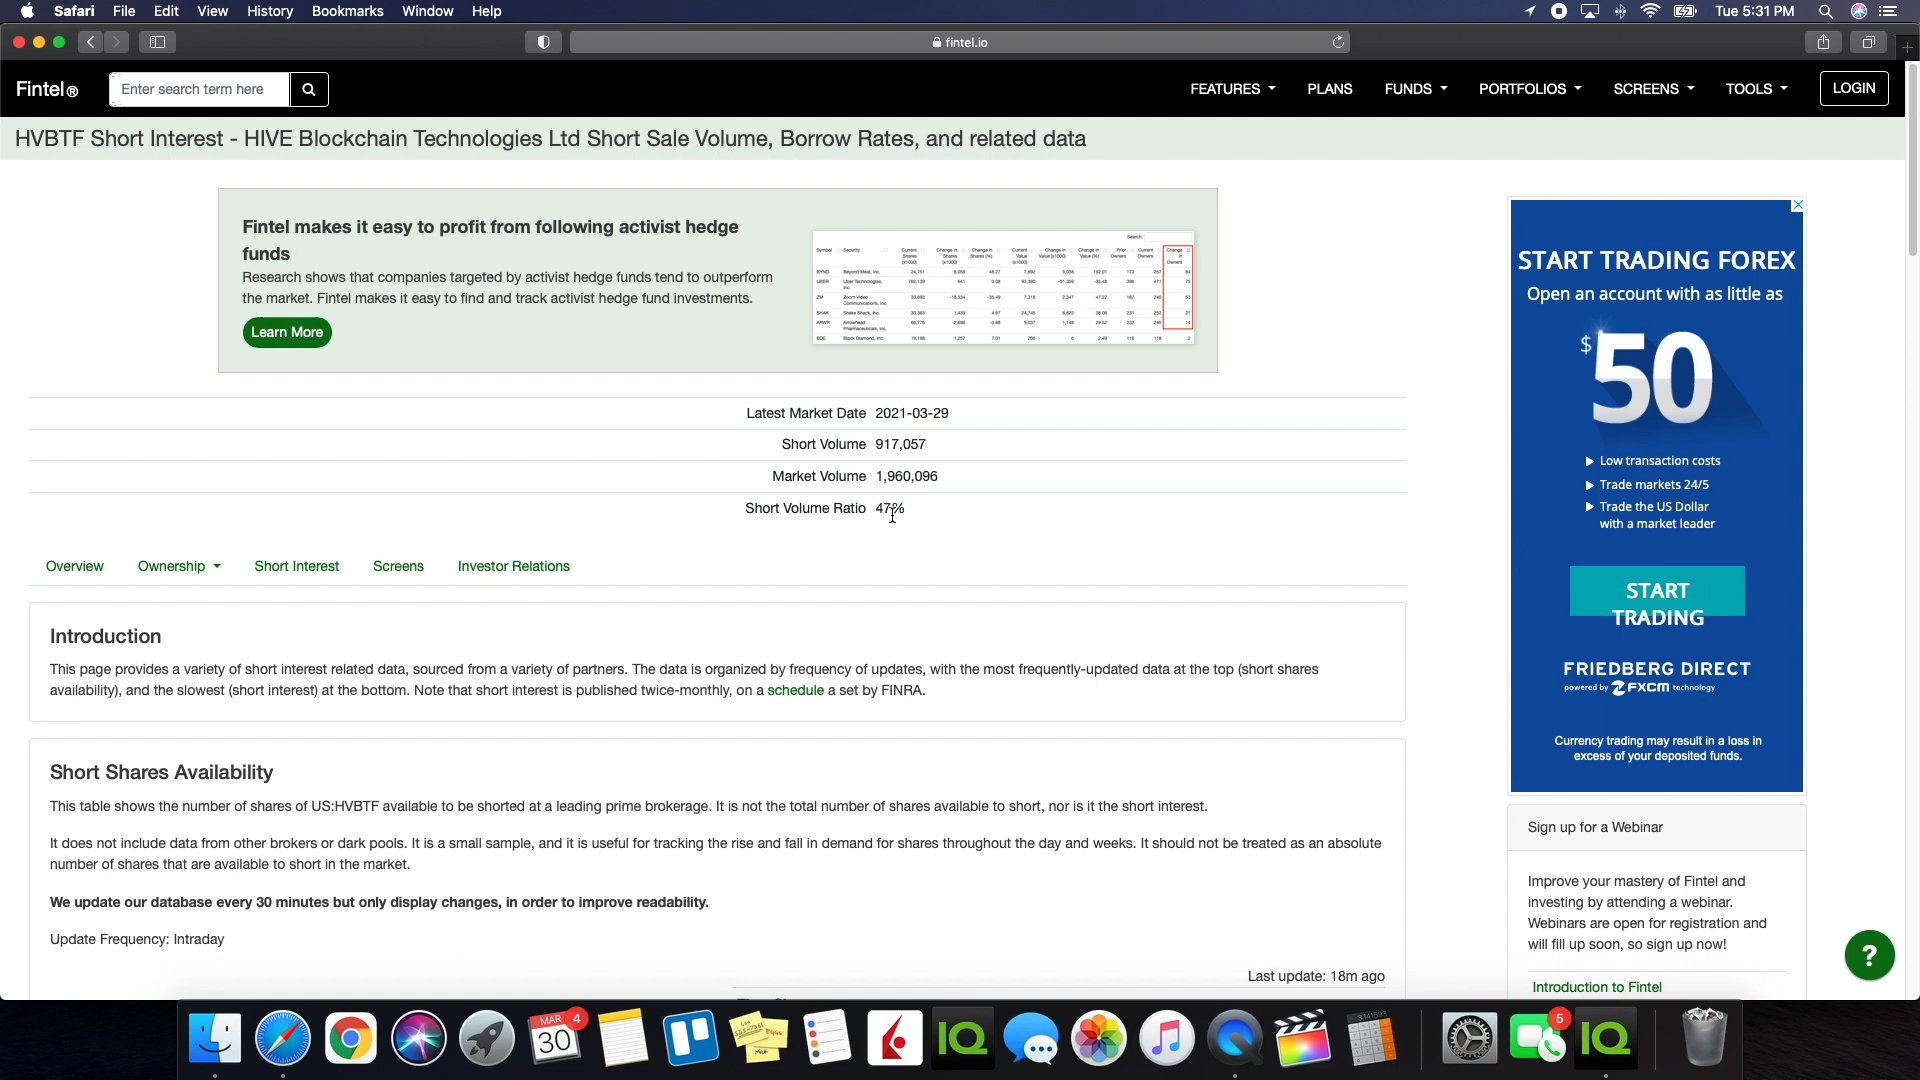 Safari File Edit View History Bookmarks Window Help Tue 5:31 PM
fintel.io
Fintel® Enter search term here FEATURES PLANS FUNDS PORTFOLIOS SCREENS TOOLS LOGIN
HVBTF Short Interest - HIVE Blockchain Technologies Ltd Short Sale Volume, Borrow Rates, and related data
Fintel makes it easy to profit from following activist hedge
funds
Research shows that companies targeted by activist hedge funds tend to outperform
the market. Fintel makes it easy to find and track activist hedge fund investments.
Learn More
Latest Market Date 2021-03-29
Short Volume 917,057
Market Volume 1,960,096
Short Volume Ratio 47%
Overview Ownership Short Interest Screens Investor Relations
Introduction
This page provides a variety of short interest related data, sourced from a variety of partners. The data is organized by frequency of updates, with the most frequently-updated data at the top (short shares
availability), and the slowest (short interest) at the bottom. Note that short interest is published twice-monthly, on a schedule a set by FINRA.
Short Shares Availability
This table shows the number of shares of US:HVBTF available to be shorted at a leading prime brokerage. It is not the total number of shares available to short, nor is it the short interest.
It does not include data from other brokers or dark pools. It is a small sample, and it is useful for tracking the rise and fall in demand for shares throughout the day and weeks. It should not be treated as an absolute
number of shares that are available to short in the market.
We update our database every 30 minutes but only display changes, in order to improve readability.
Update Frequency: Intraday
Last update: 18m ago
START TRADING FOREX
Open an account with as little as
$50
Low transaction costs
Trade markets 24/5
Trade the US Dollar
with a market leader
START
TRADING
FRIEDBERG DIRECT
powered by FXCM technology
Currency trading may result in a loss in
excess of your deposited funds.
Sign up for a Webinar
Improve your mastery of Fintel and
investing by attending a webinar.
Webinars are open for registration and
will fill up soon, so sign up now!
Introduction to Fintel
?
MAR 4
30
IQ
5
IQ